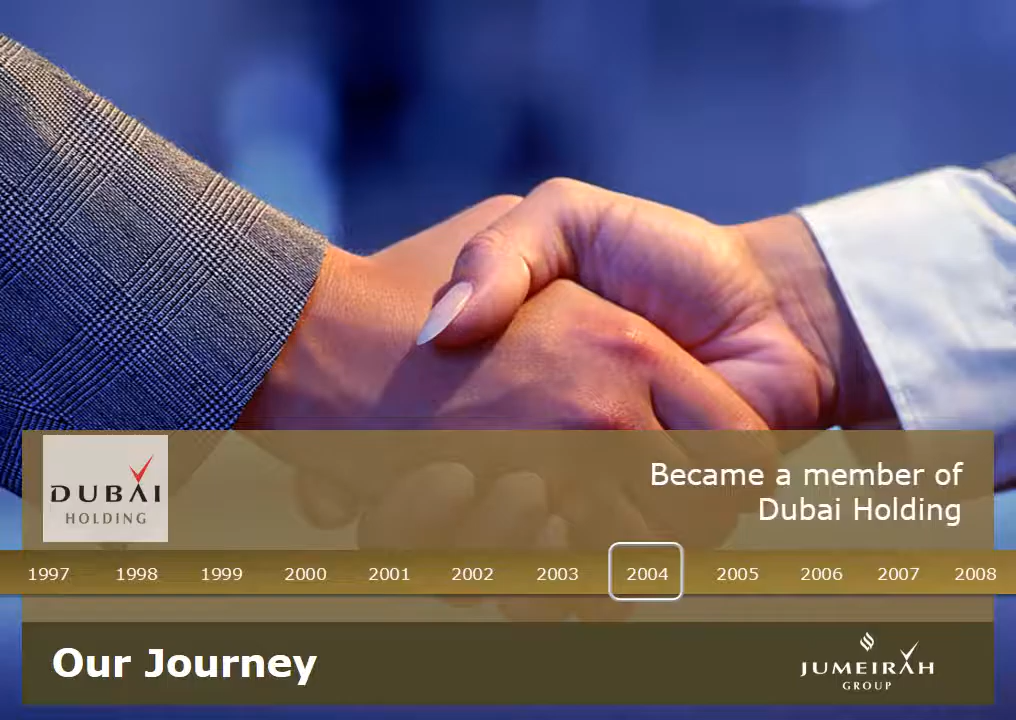 DUBAI
HOLDING
Became a member of
Dubai Holding
1997 1998 1999 2000 2001 2002 2003 2004 2005 2006 2007 2008
Our Journey
JUMEIRAH
GROUP